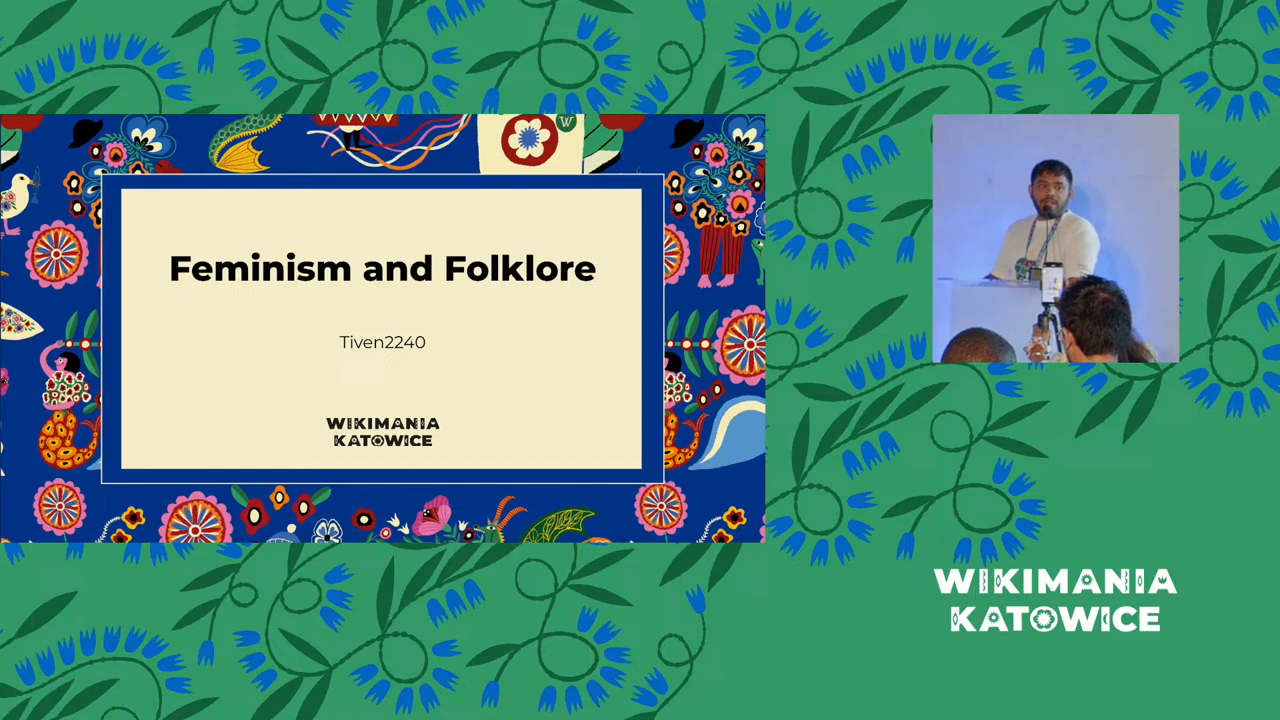 W
Feminism and Folklore
Tiven2240
WIKIMANIA
KATOWICE
WIKIMANIA
KATOWICE